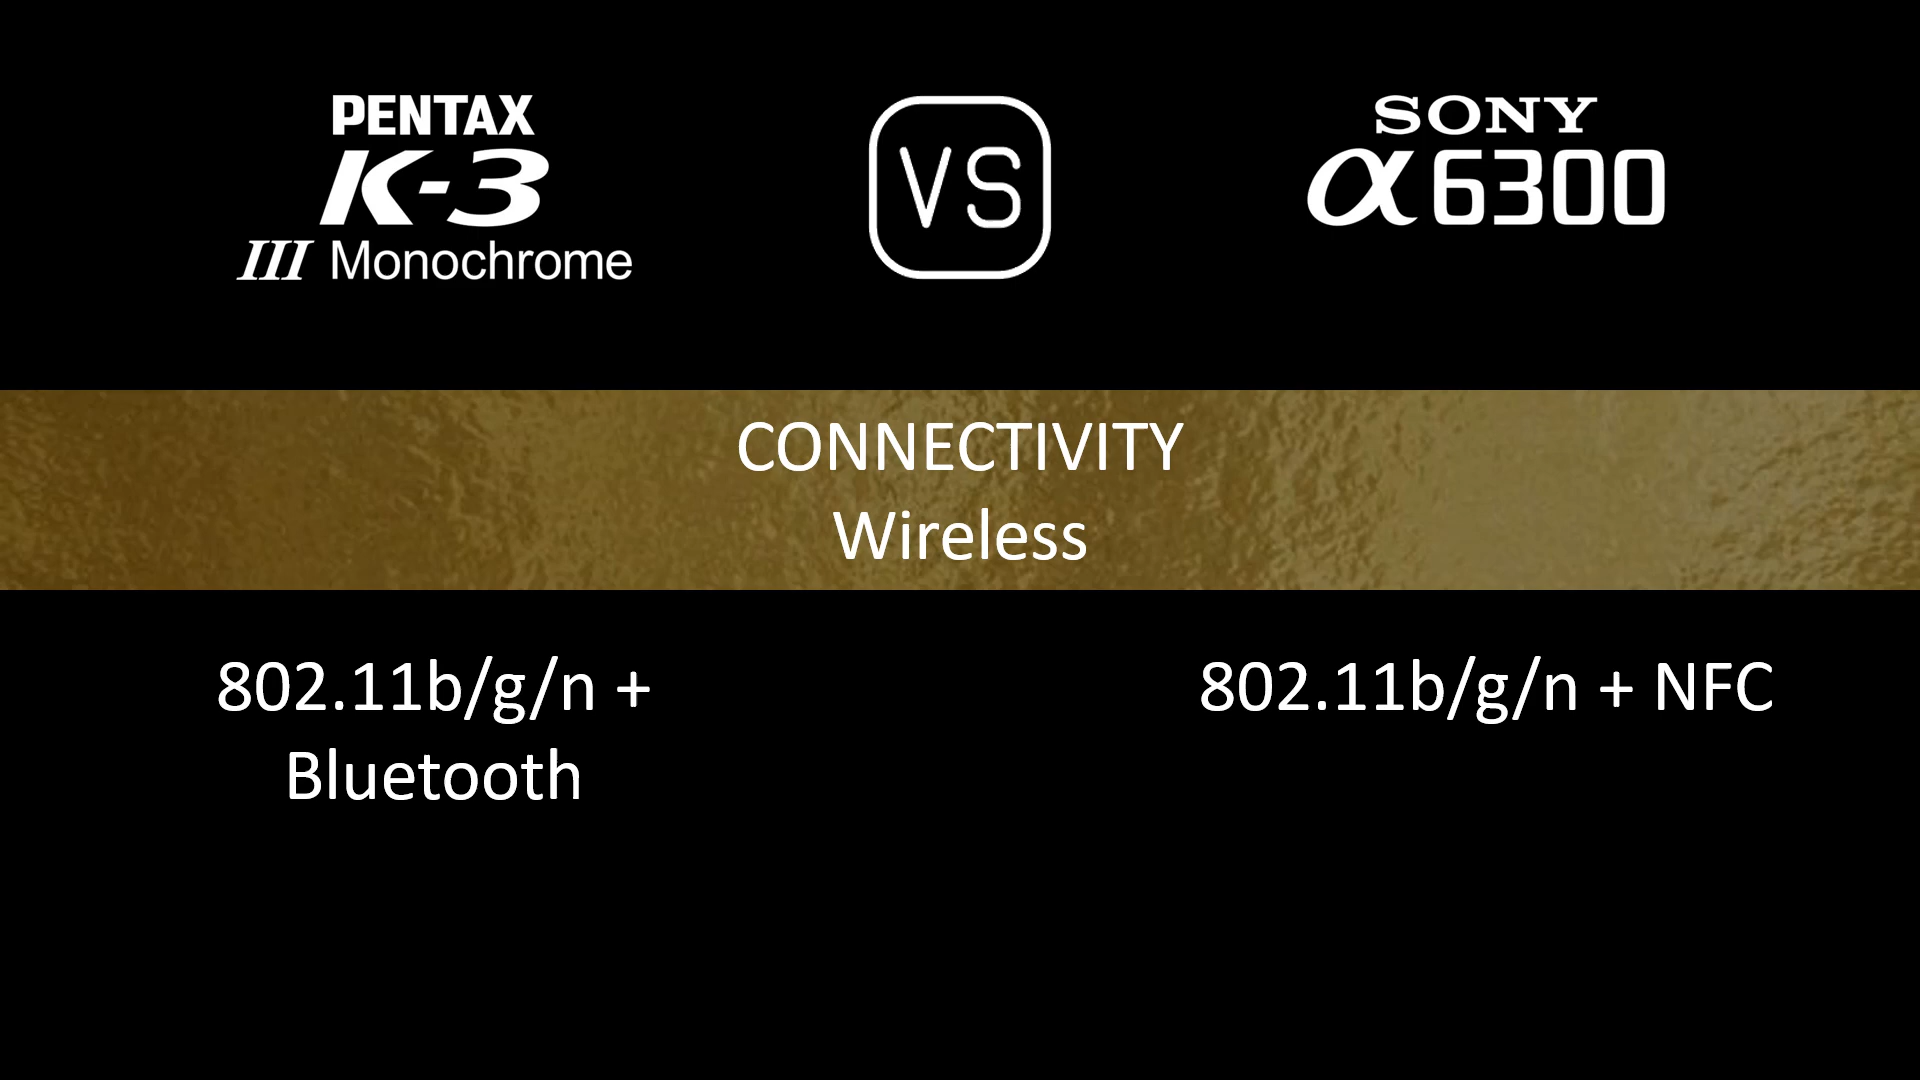 PENTAX
K-3
III Monochrome
VS
SONY
α6300
CONNECTIVITY
Wireless
802.11b/g/n +
Bluetooth
802.11b/g/n + NFC